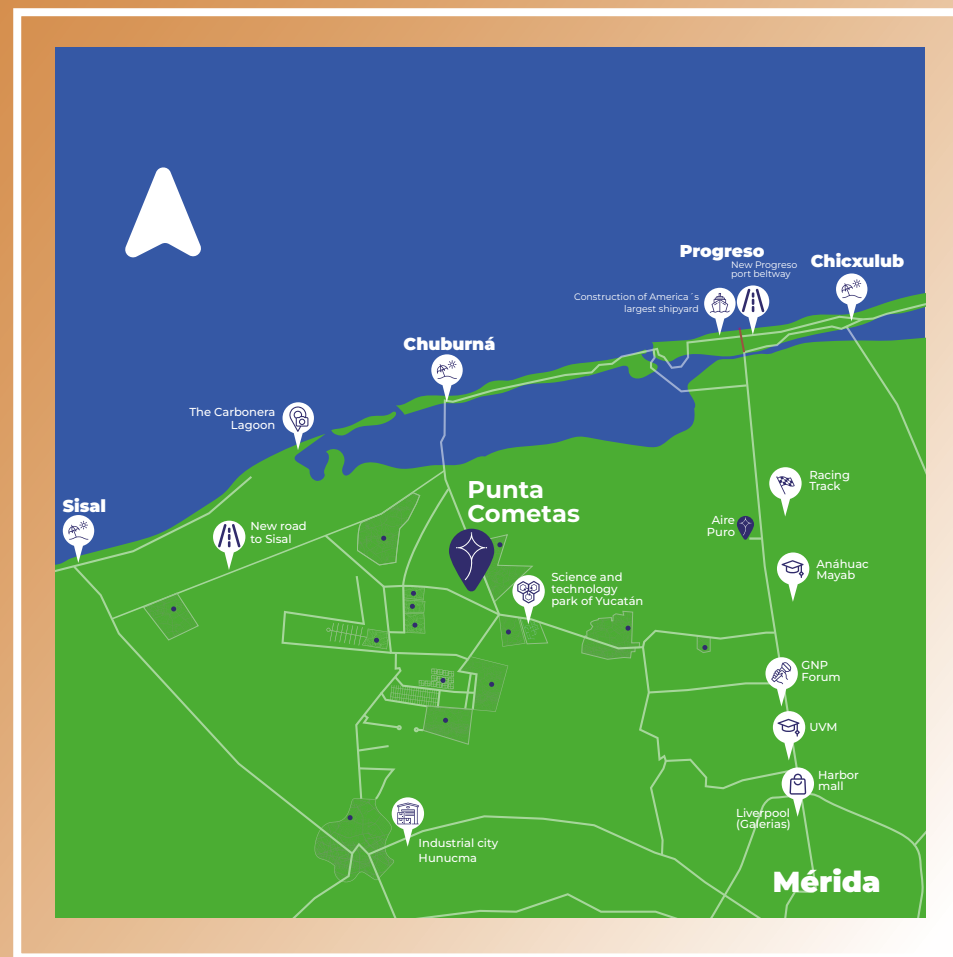 Progreso
New Progreso
port beltway
Chicxulub
Construction of America´s
largest shipyard
Chuburná
The Carbonera
Lagoon
Racing
Track
Punta
Cometas
Sisal
New road
to Sisal
Aire
Puro
Anáhuac
Mayab
Science and
technology
park of Yucatán
GNP
Forum
UVM
Harbor
mall
Liverpool
(Galerias)
Industrial city
Hunucma
Mérida